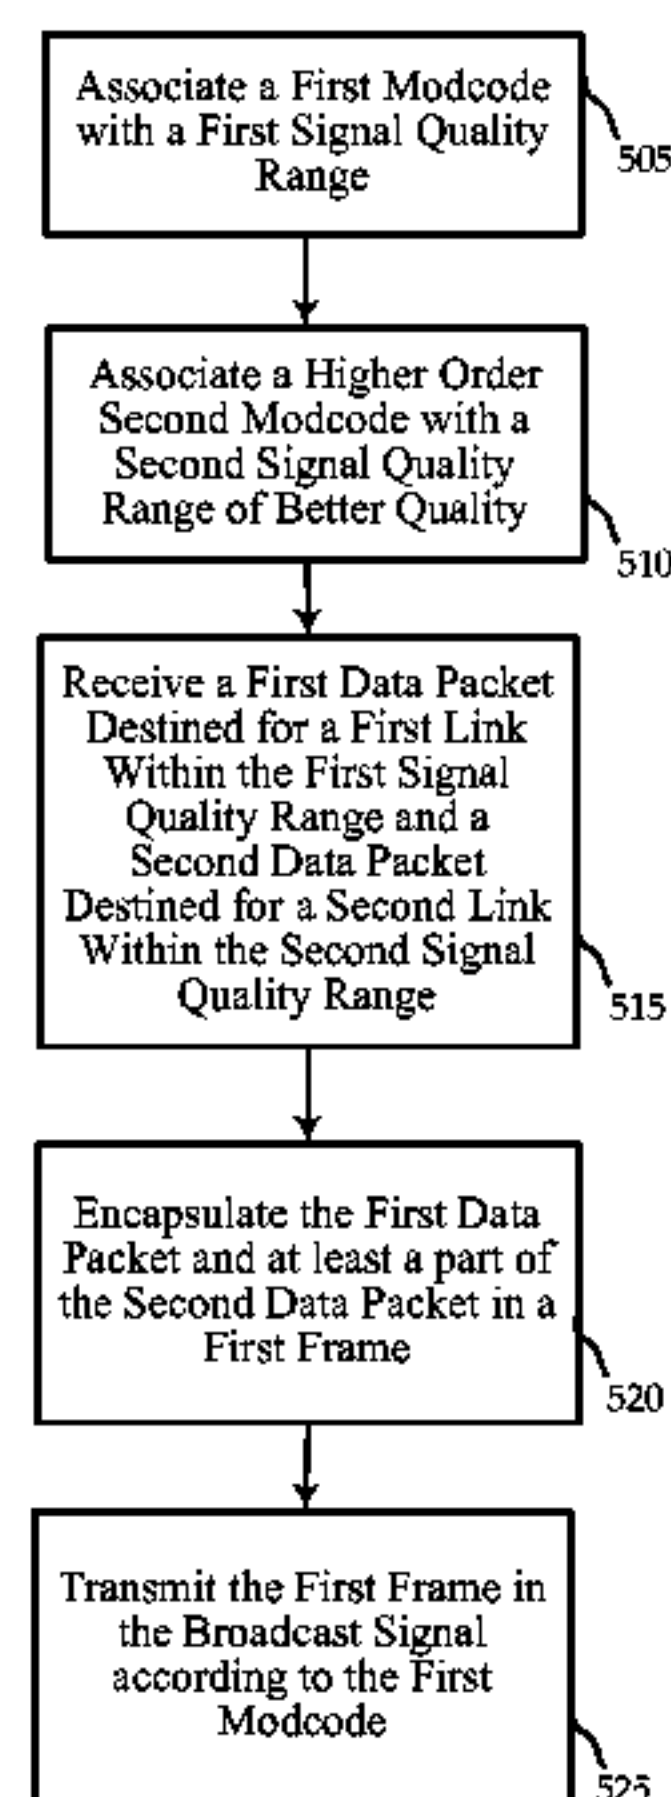 Associate a First Modcode
with a First Signal Quality
Range
505
Associate a Higher Order
Second Modcode with a
Second Signal Quality
Range of Better Quality
510
Receive a First Data Packet
Destined for a First Link
Within the First Signal
Quality Range and a
Second Data Packet
Destined for a Second Link
Within the Second Signal
Quality Range
515
Encapsulate the First Data
Packet and at least a part of
the Second Data Packet in a
First Frame
520
Transmit the First Frame in
the Broadcast Signal
according to the First
Modcode
525